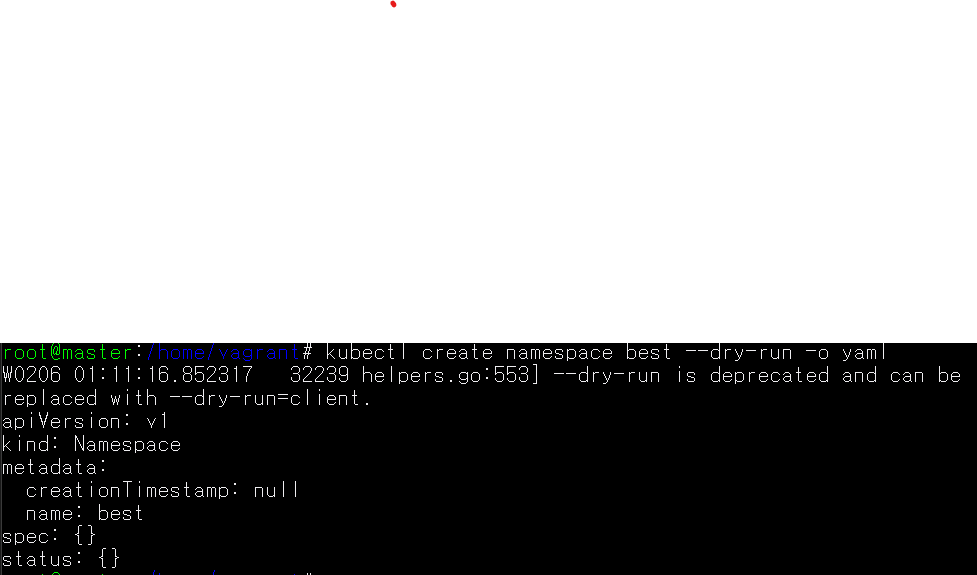 root@master:/home/vagrant# kubectl create namespace best --dry-run -o yaml
W0206 01:11:16.852317   32239 helpers.go:553] --dry-run is deprecated and can be
replaced with --dry-run=client.
apiVersion: v1
kind: Namespace
metadata:
  creationTimestamp: null
  name: best
spec: {}
status: {}